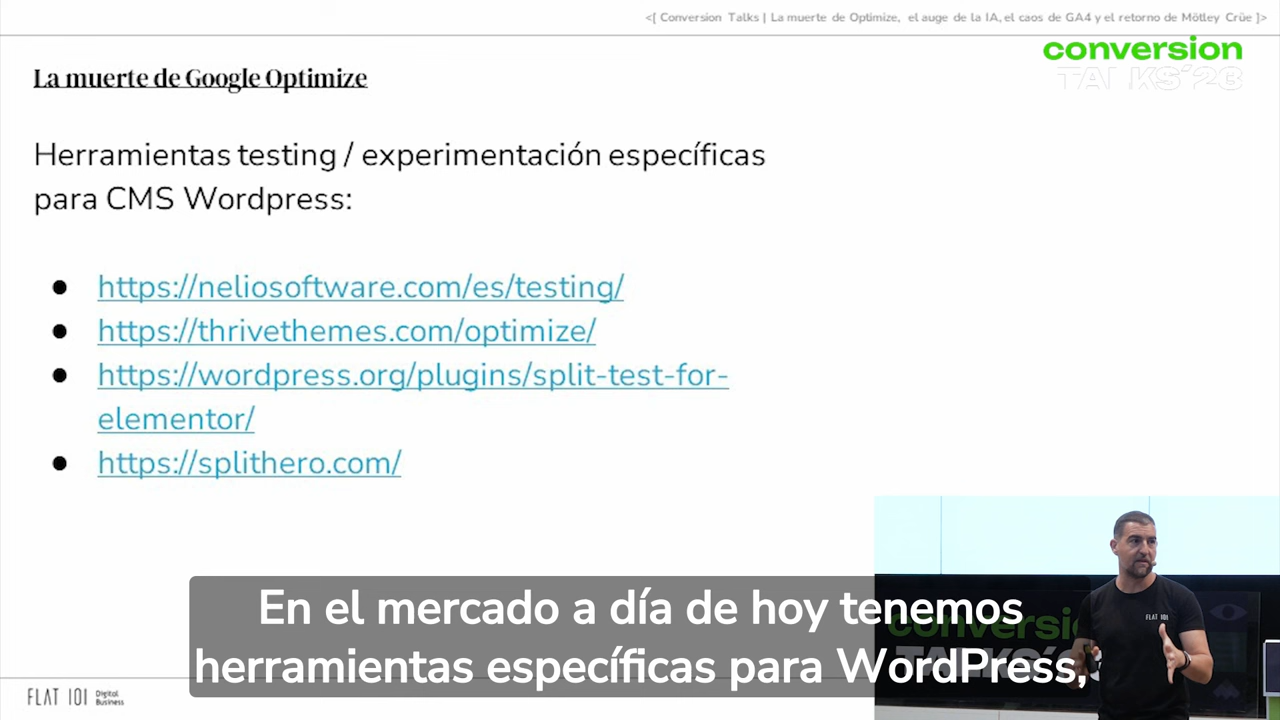 <[ Conversion Talks | La muerte de Optimize, el auge de la IA, el caos de GA4 y el retorno de Mötley Crüe ]>
conversion
TALKS´23
La muerte de Google Optimize
Herramientas testing / experimentación específicas
para CMS Wordpress:
● https://neliosoftware.com/es/testing/
● https://thrivethemes.com/optimize/
● https://wordpress.org/plugins/split-test-for-
elementor/
● https://splithero.com/
FLAT 101
En el mercado a día de hoy tenemos
herramientas específicas para WordPress,
FLAT 101 Digital
Business